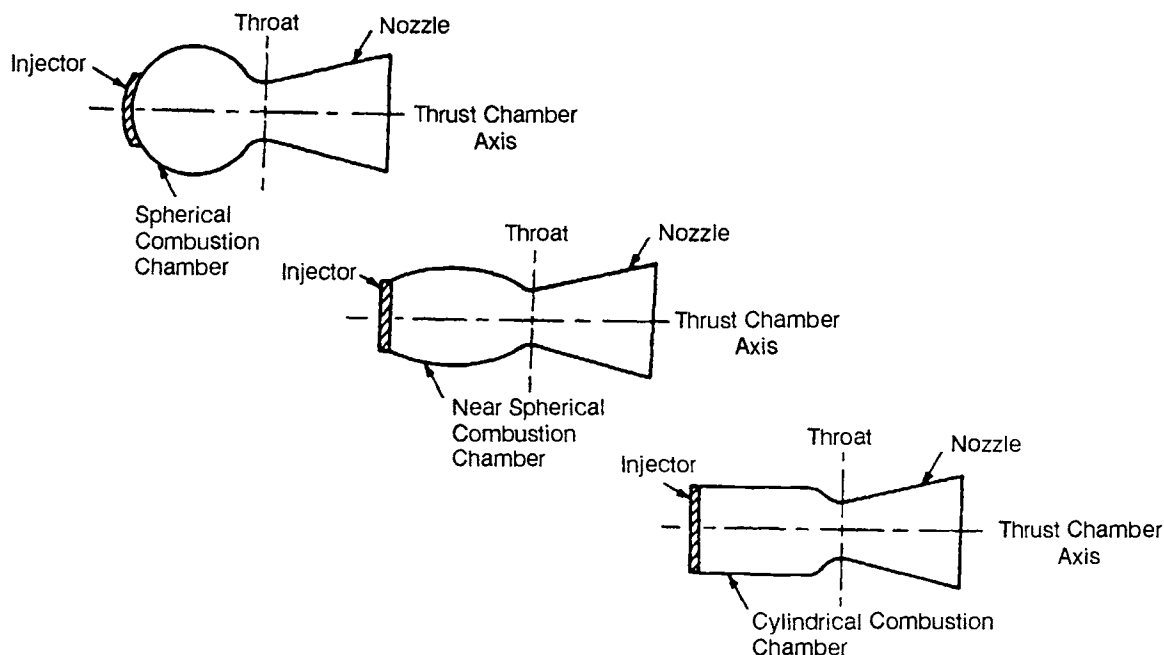 Throat
Nozzle
Injector
Thrust Chamber
Axis
Spherical
Combustion
Chamber
Throat
Nozzle
Injector
Thrust Chamber
Axis
Near Spherical
Combustion
Chamber
Throat
Nozzle
Injector
Thrust Chamber
Axis
Cylindrical Combustion
Chamber